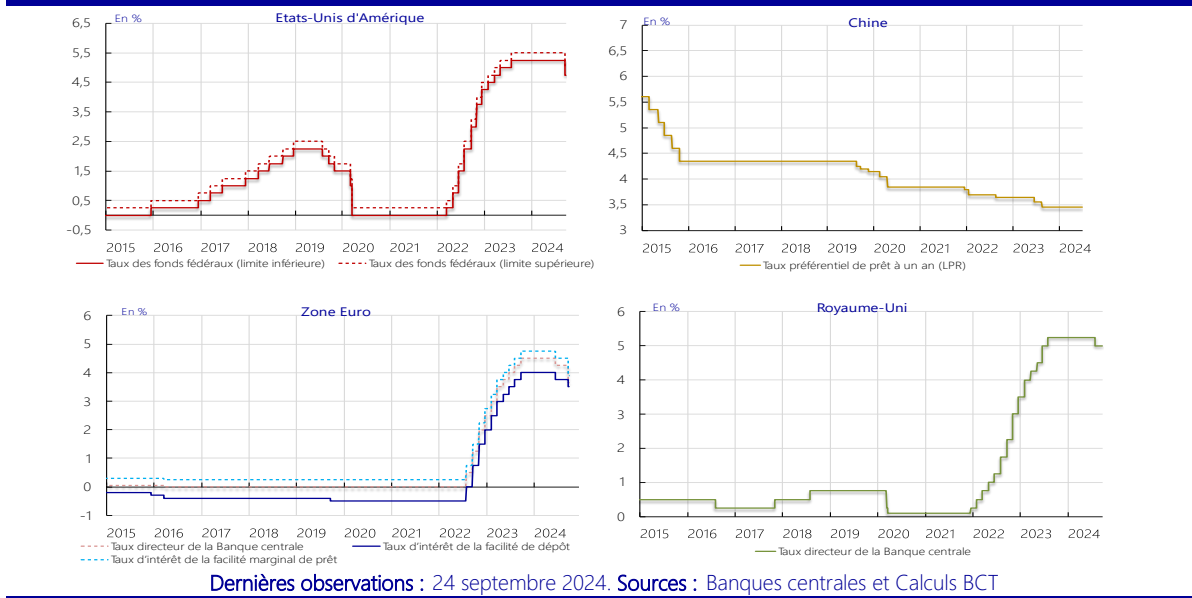 Etats-Unis d'Amérique
En %
6,5
5,5
4,5
3,5
2,5
1,5
0,5
-0,5
2015 2016 2017 2018 2019 2020 2021 2022 2023 2024
Taux des fonds fédéraux (limite inférieure) Taux des fonds fédéraux (limite supérieure)
Chine
En %
7
6,5
6
5,5
5
4,5
4
3,5
3
2015 2016 2017 2018 2019 2020 2021 2022 2023 2024
Taux préférentiel de prêt à un an (LPR)
Zone Euro
En %
6
5
4
3
2
1
0
-1
2015 2016 2017 2018 2019 2020 2021 2022 2023 2024
Taux directeur de la Banque centrale Taux d'intérêt de la facilité de dépôt
Taux d'intérêt de la facilité marginal de prêt
Royaume-Uni
En %
6
5
4
3
2
1
0
2015 2016 2017 2018 2019 2020 2021 2022 2023 2024
Taux directeur de la Banque centrale
Dernières observations : 24 septembre 2024. Sources : Banques centrales et Calculs BCT